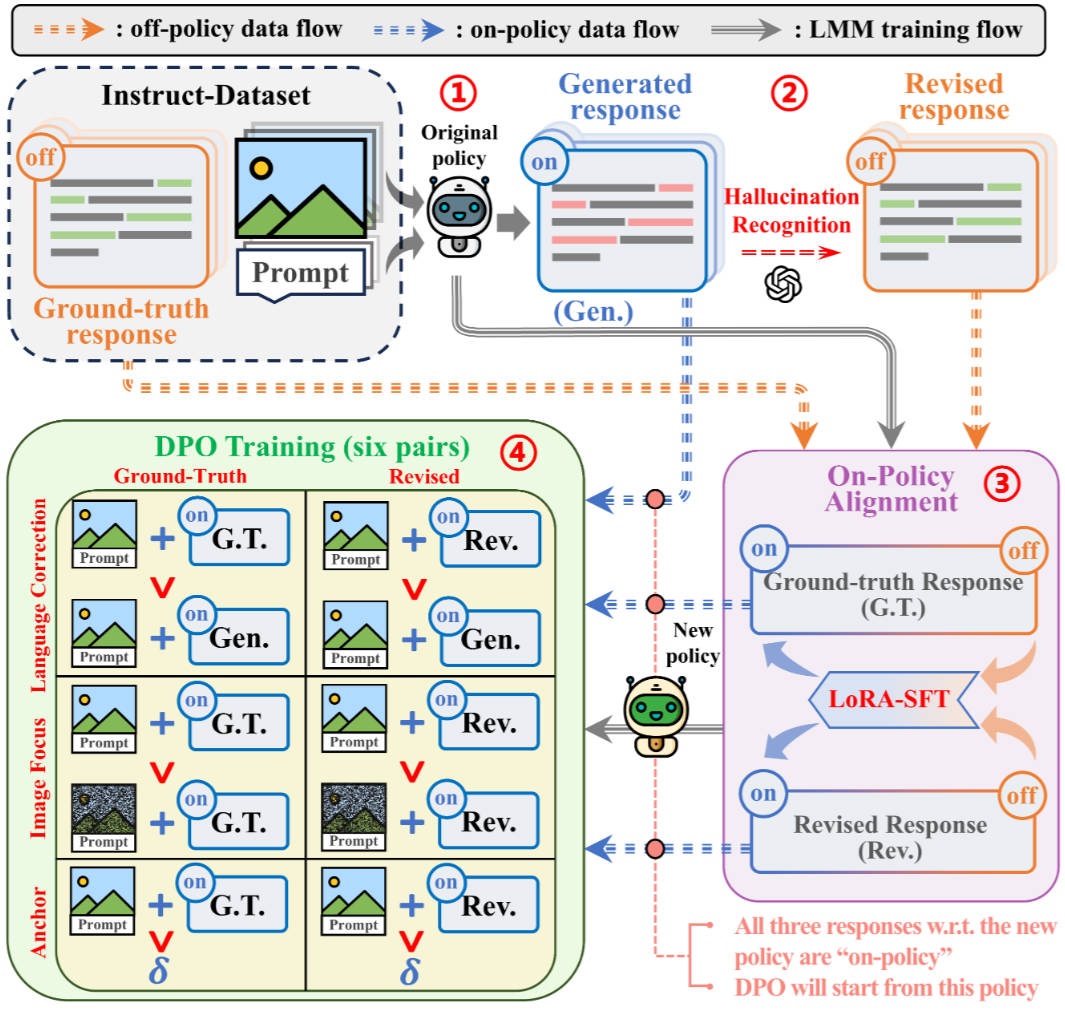 : off-policy data flow
: on-policy data flow
: LMM training flow
Instruct-Dataset
off
Prompt
Ground-truth
response
①
Original
policy
Generated
response
on
(Gen.)
②
Hallucination
Recognition
Revised
response
off
DPO Training (six pairs)
④
Ground-Truth
Revised
Language Correction
Prompt
+
on
G.T.
Prompt
+
on
Rev.
>
>
Prompt
+
on
Gen.
Prompt
+
on
Gen.
Image Focus
Prompt
+
on
G.T.
Prompt
+
on
Rev.
>
>
Prompt
+
on
G.T.
Prompt
+
on
Rev.
Anchor
Prompt
+
on
G.T.
Prompt
+
on
Rev.
>
>
δ
δ
New
policy
On-Policy
Alignment
③
on
off
Ground-truth Response
(G.T.)
LoRA-SFT
on
off
Revised Response
(Rev.)
All three responses w.r.t. the new
policy are “on-policy”
DPO will start from this policy